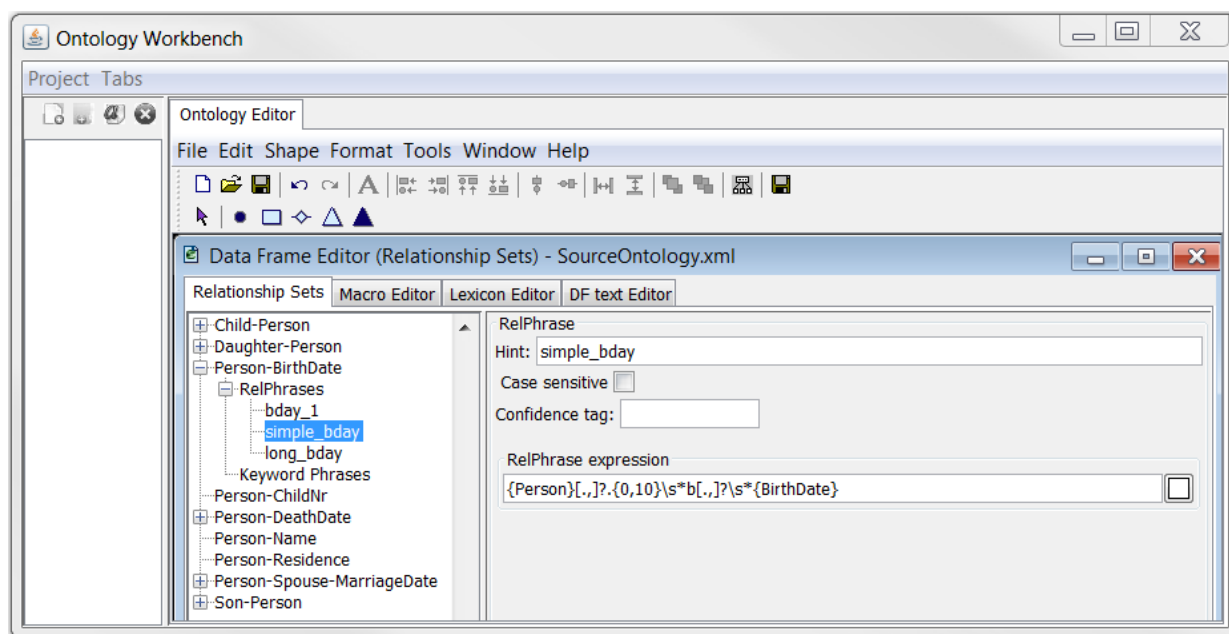 Ontology Workbench
Project Tabs
Ontology Editor
File Edit Shape Format Tools Window Help
A
Data Frame Editor (Relationship Sets) - SourceOntology.xml
Relationship Sets Macro Editor Lexicon Editor DF text Editor
Child-Person
Daughter-Person
Person-BirthDate
RelPhrases
bday_1
simple_bday
long_bday
Keyword Phrases
Person-ChildNr
Person-DeathDate
Person-Name
Person-Residence
Person-Spouse-MarriageDate
Son-Person
RelPhrase
Hint: simple_bday
Case sensitive
Confidence tag:
RelPhrase expression
{Person}[.,]?.{0,10}\s*b[.,]?\s*{BirthDate}